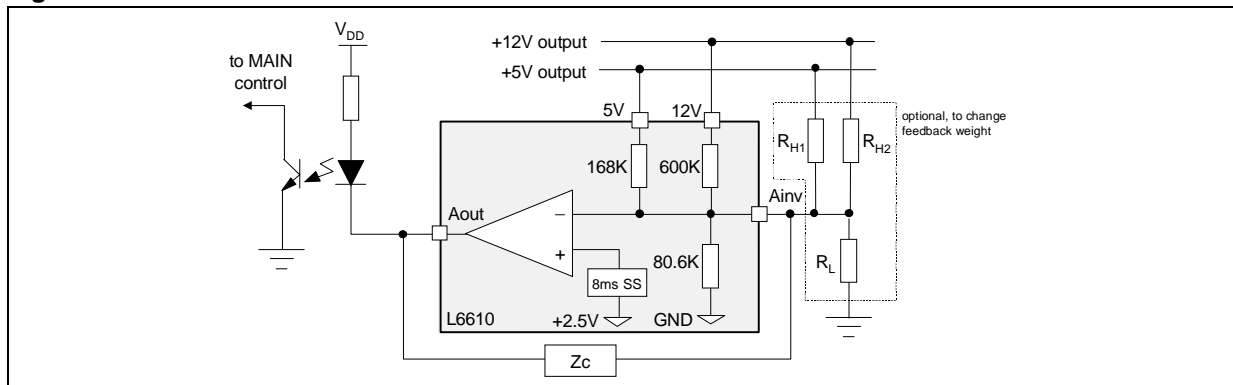 V_DD
+12V output
to MAIN
control
+5V output
5V
12V
optional, to change
feedback weight
R_H1
R_H2
168K
600K
Ainv
Aout
–
+
80.6K
R_L
8ms SS
L6610
+2.5V
GND
Zc